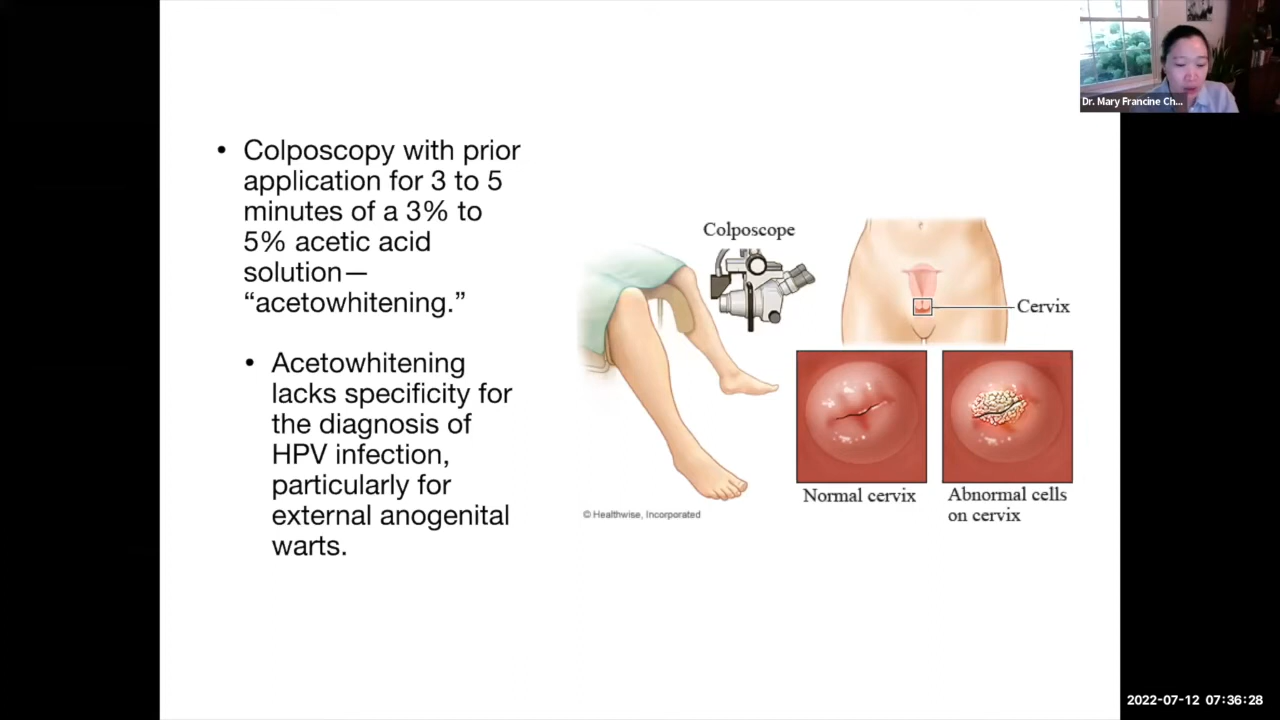 Dr. Mary Francine Ch...
• Colposcopy with prior
application for 3 to 5
minutes of a 3% to
5% acetic acid
solution—
“acetowhitening.”
• Acetowhitening
lacks specificity for
the diagnosis of
HPV infection,
particularly for
external anogenital
warts.
Colposcope
Cervix
Normal cervix
Abnormal cells
on cervix
© Healthwise, Incorporated
2022-07-12 07:36:28